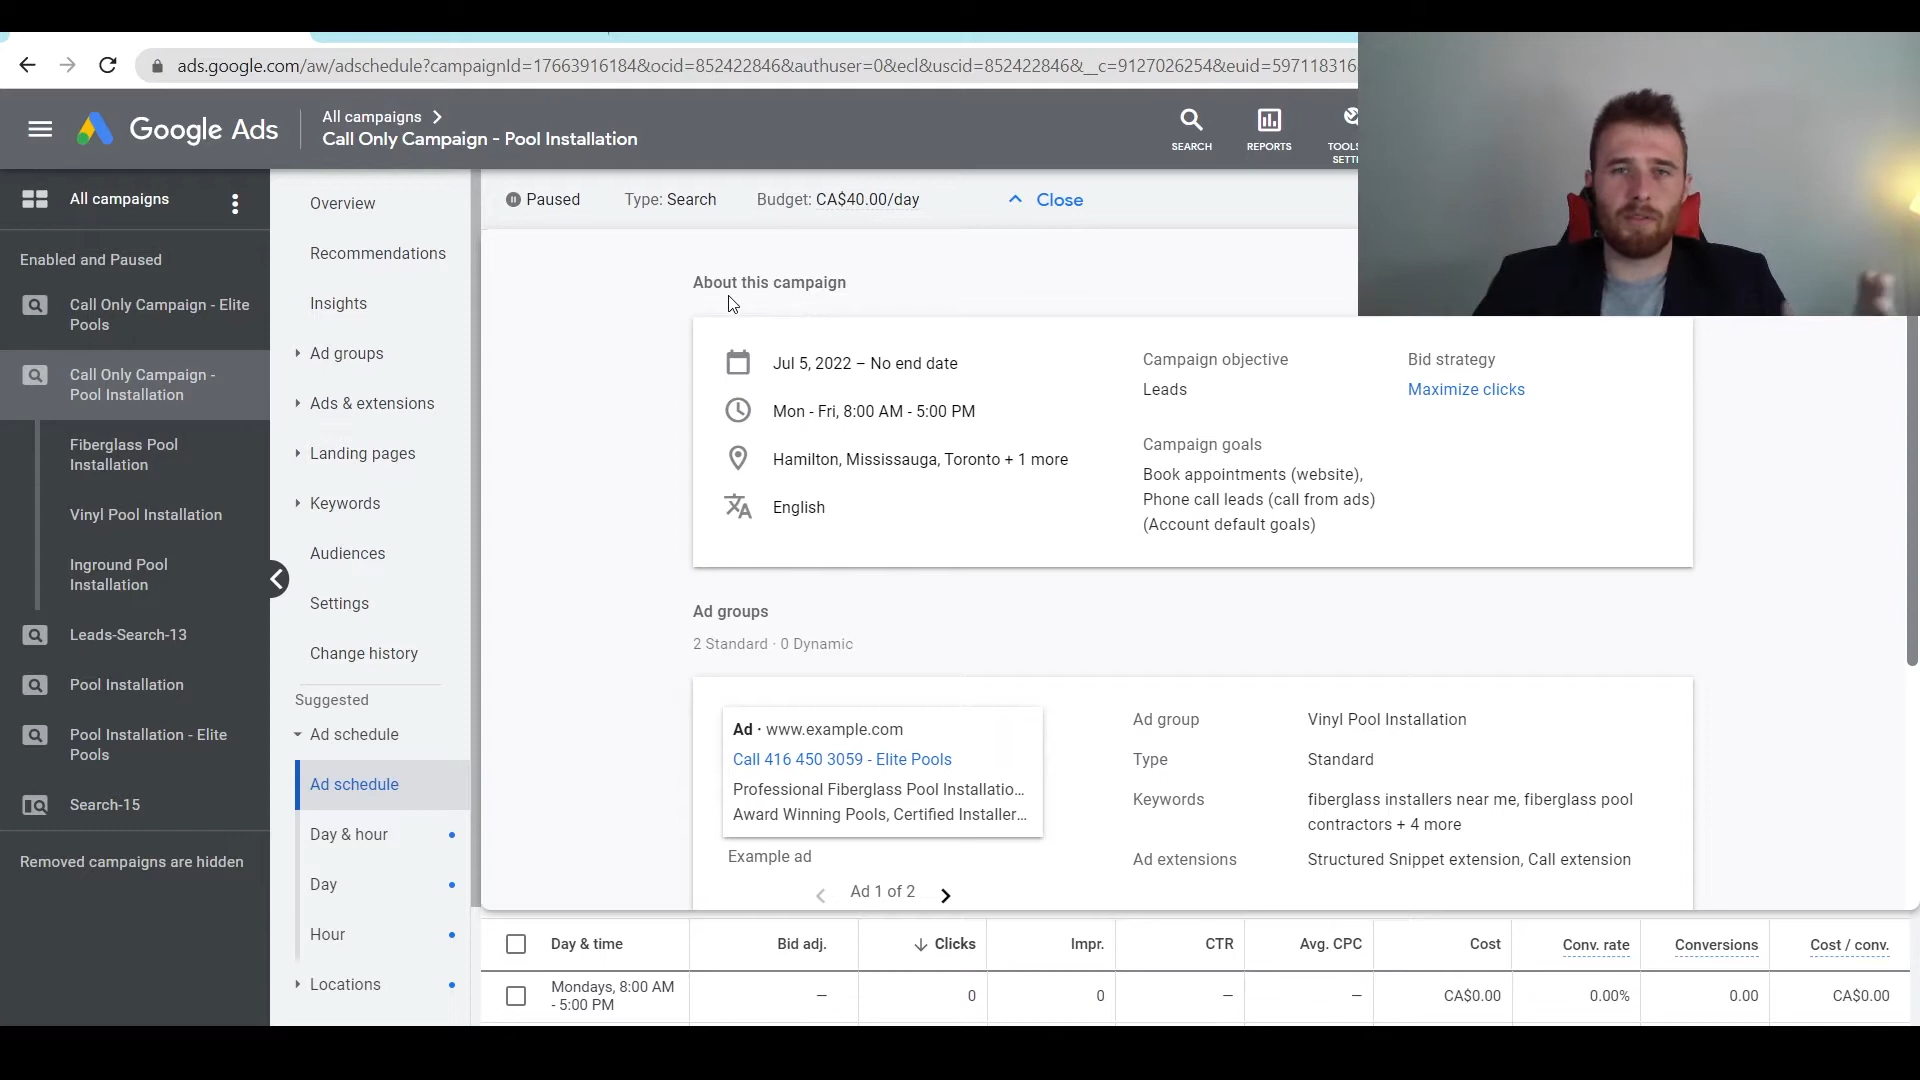 ads.google.com/aw/adschedule?campaignId=17663916184&ocid=852422846&authuser=0&ecl&uscid=852422846&__c=9127026254&euid=597118316
Google Ads
All campaigns
Call Only Campaign - Pool Installation
SEARCH
REPORTS
TOOLS
SETTI
All campaigns
Enabled and Paused
Call Only Campaign - Elite
Pools
Call Only Campaign -
Pool Installation
Fiberglass Pool
Installation
Vinyl Pool Installation
Inground Pool
Installation
Leads-Search-13
Pool Installation
Pool Installation - Elite
Pools
Search-15
Removed campaigns are hidden
Overview
Recommendations
Insights
Ad groups
Ads & extensions
Landing pages
Keywords
Audiences
Settings
Change history
Suggested
Ad schedule
Ad schedule
Day & hour
Day
Hour
Locations
Paused Type: Search Budget: CA$40.00/day Close
About this campaign
Jul 5, 2022 – No end date
Mon - Fri, 8:00 AM - 5:00 PM
Hamilton, Mississauga, Toronto + 1 more
English
Campaign objective
Leads
Campaign goals
Book appointments (website),
Phone call leads (call from ads)
(Account default goals)
Bid strategy
Maximize clicks
Ad groups
2 Standard · 0 Dynamic
Ad · www.example.com
Call 416 450 3059 - Elite Pools
Professional Fiberglass Pool Installatio...
Award Winning Pools, Certified Installer...
Example ad
Ad 1 of 2
Ad group Vinyl Pool Installation
Type Standard
Keywords fiberglass installers near me, fiberglass pool
contractors + 4 more
Ad extensions Structured Snippet extension, Call extension
Day & time Bid adj. Clicks Impr. CTR Avg. CPC Cost Conv. rate Conversions Cost / conv.
Mondays, 8:00 AM
- 5:00 PM — 0 0 — — CA$0.00 0.00% 0.00 CA$0.00